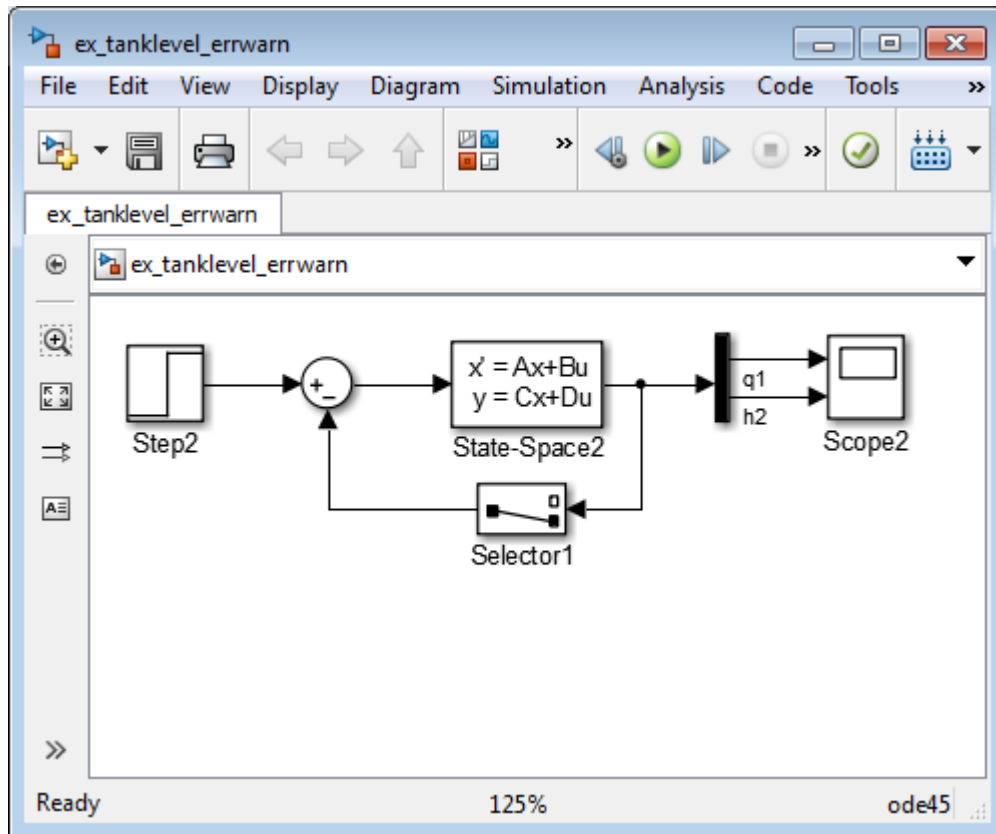 ex_tanklevel_errwarn
File Edit View Display Diagram Simulation Analysis Code Tools »
» »
ex_tanklevel_errwarn
ex_tanklevel_errwarn
Step2
+
−
x' = Ax+Bu
y = Cx+Du
State-Space2
q1
h2
Scope2
Selector1
A
»
Ready 125% ode45